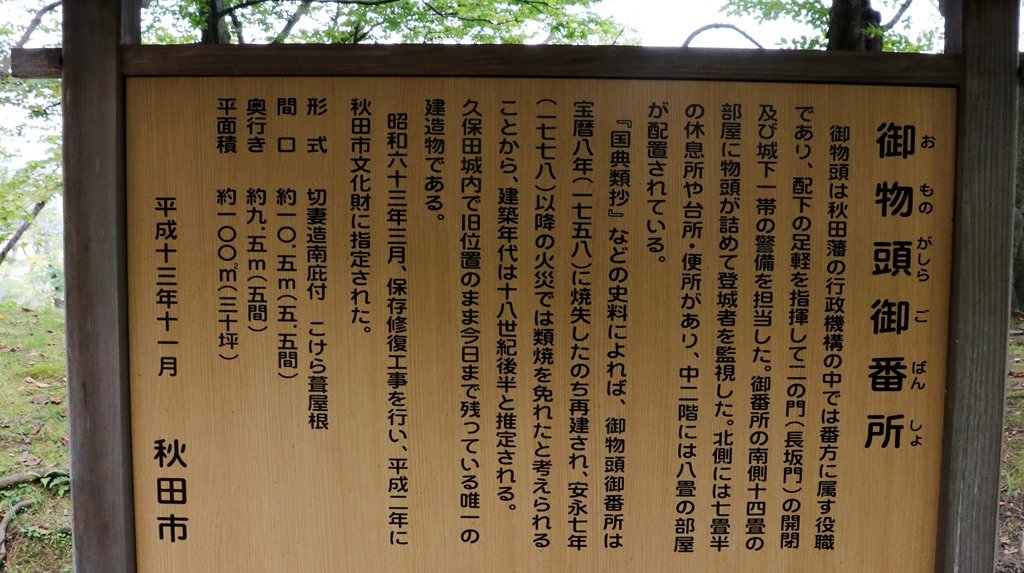 御物頭御番所
おものがしらごばんしょ
御物頭は秋田藩の行政機構の中では番方に属す役職
であり、配下の足軽を指揮して二の門(長坂門)の開閉
及び城下一帯の警備を担当した。御番所の南側十四畳の
部屋に物頭が詰めて登城者を監視した。北側には七畳半
の休息所や台所・便所があり、中二階には八畳の部屋
が配置されている。
『国典類抄』などの史料によれば、御物頭御番所は
宝暦八年(一七五八)に焼失したのち再建され、安永七年
(一七七八)以降の火災では類焼を免れたと考えられる
ことから、建築年代は十八世紀後半と推定される。
久保田城内で旧位置のまま今日まで残っている唯一の
建造物である。
昭和六十三年三月、保存修復工事を行い、平成二年に
秋田市文化財に指定された。
形式 切妻造南庇付 こけら葺屋根
間口 約一〇.五m(五.五間)
奥行き 約九.五m(五間)
平面積 約一〇〇㎡(三十坪)
平成十三年十一月 秋田市